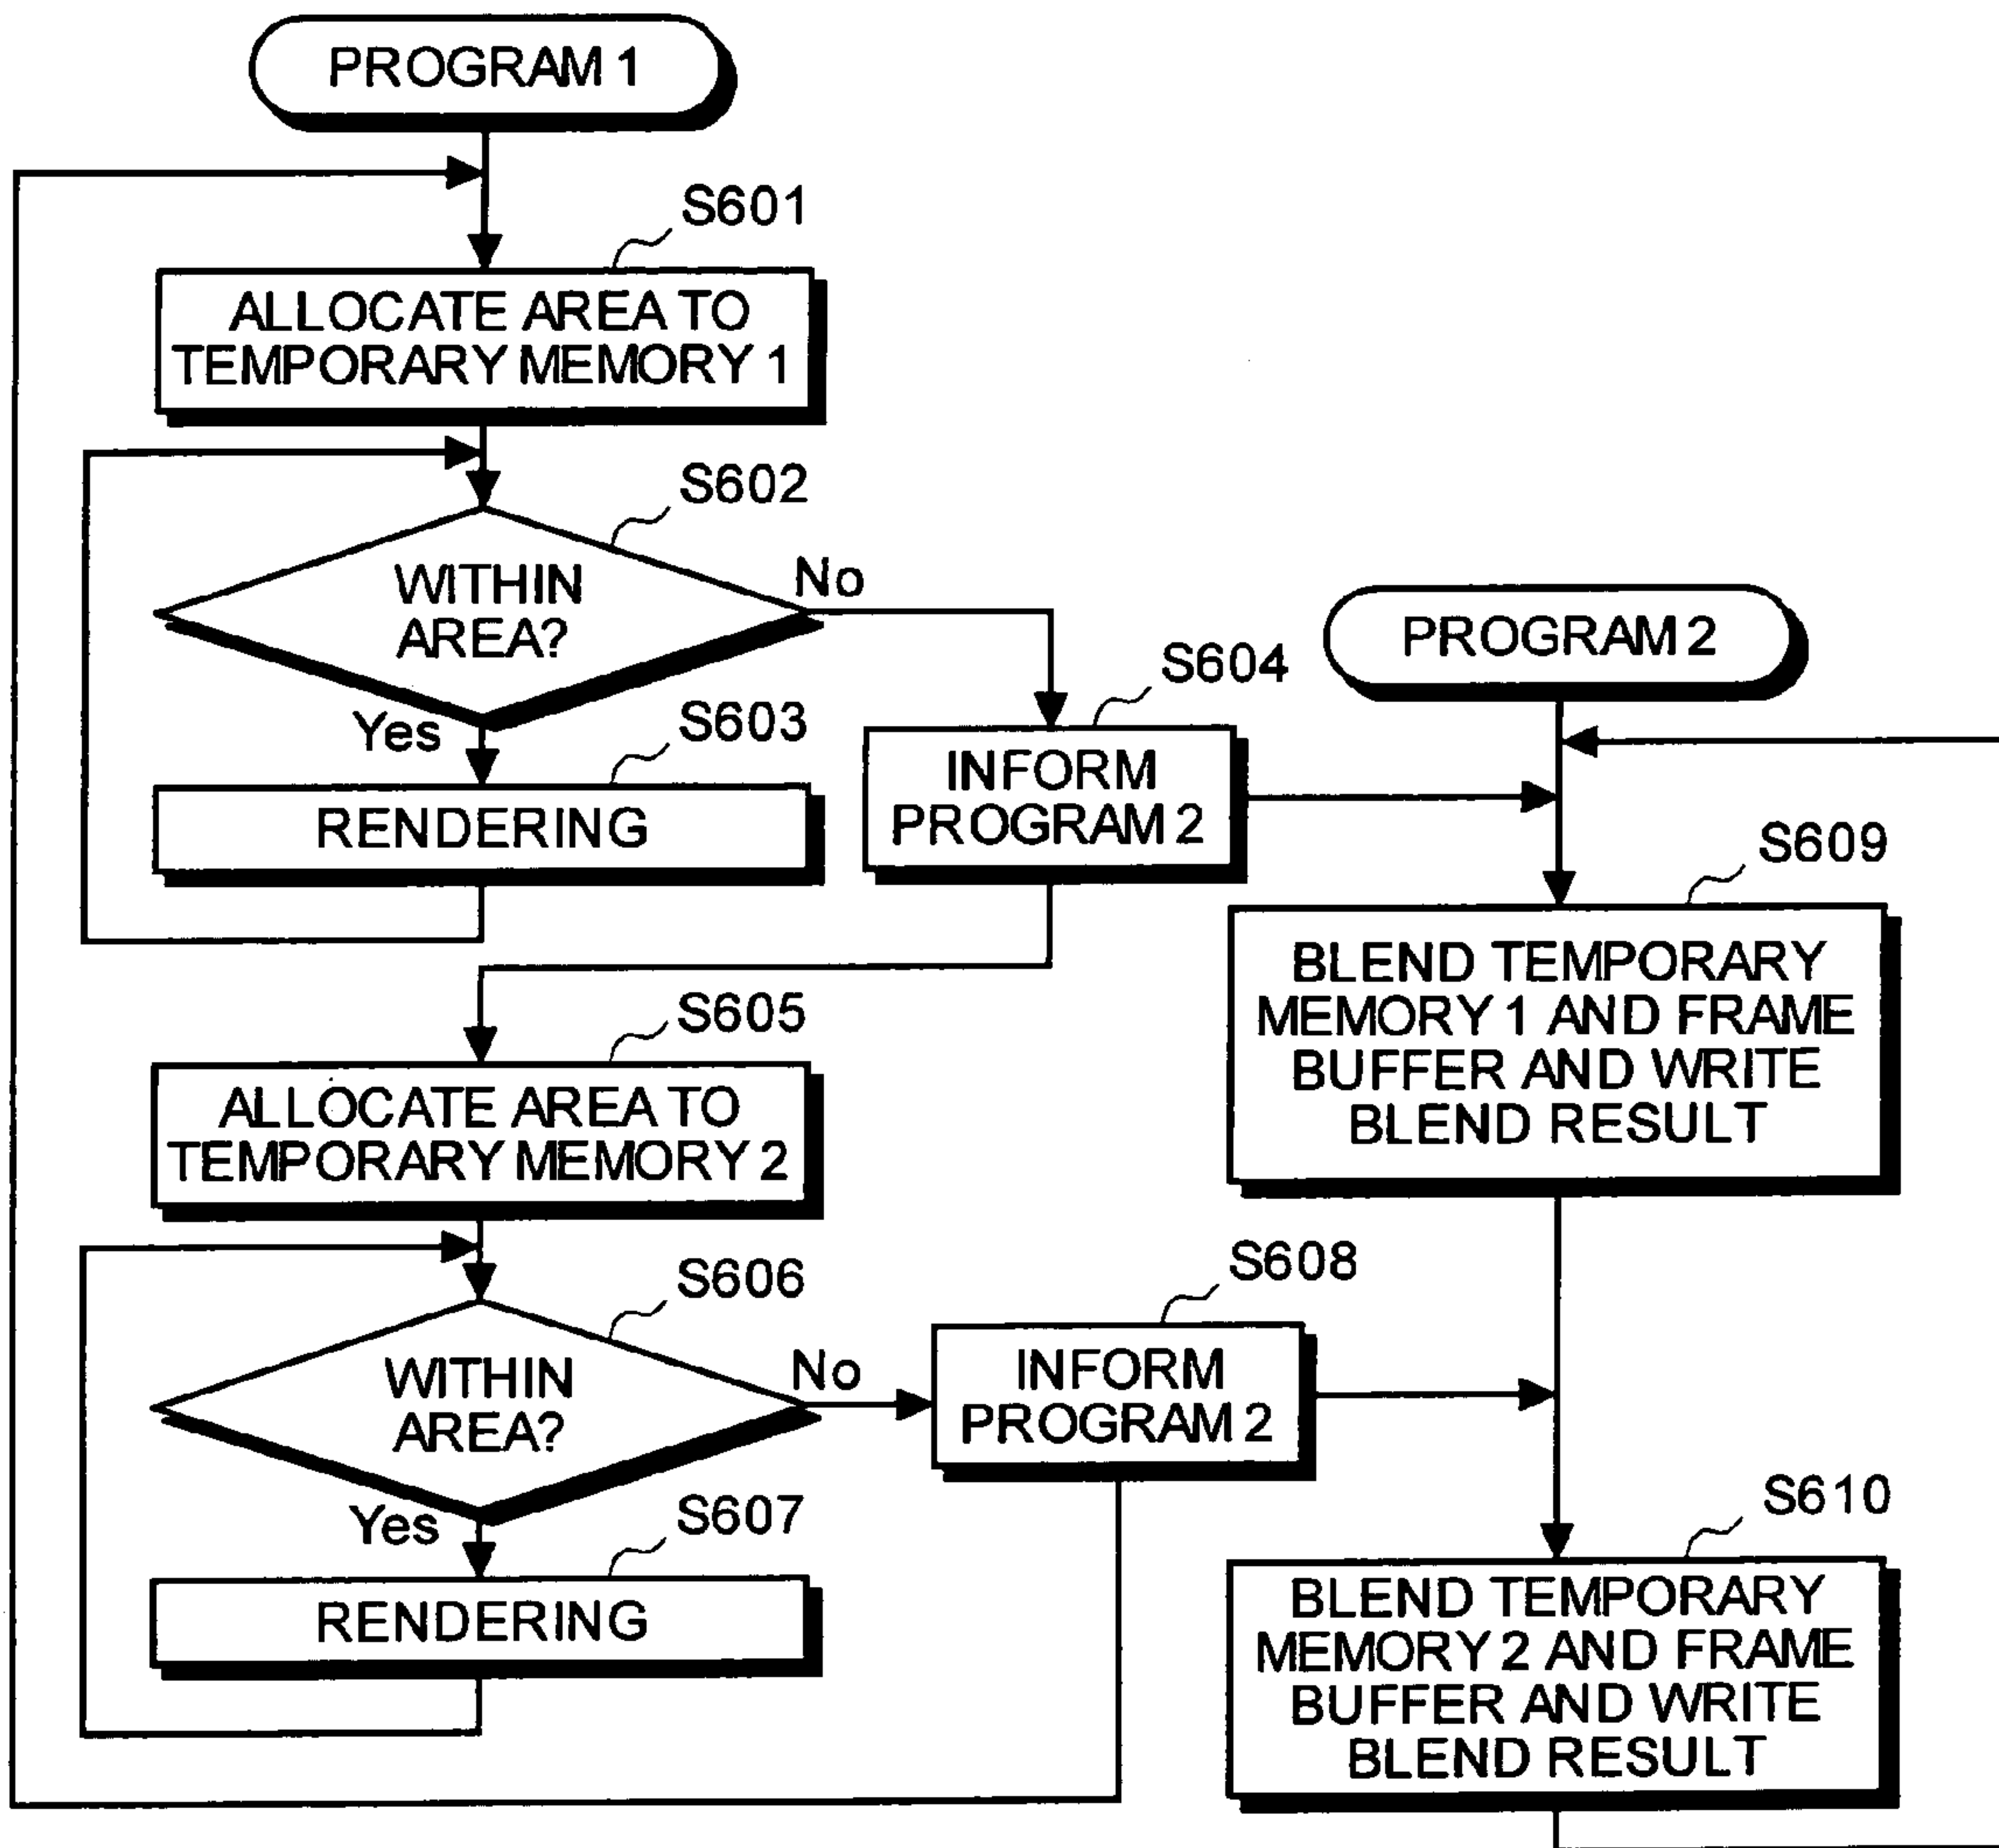 PROGRAM 1
S601
ALLOCATE AREA TO
TEMPORARY MEMORY 1
S602
WITHIN
AREA?
No
Yes
S603
RENDERING
S604
INFORM
PROGRAM 2
PROGRAM 2
S609
BLEND TEMPORARY
MEMORY 1 AND FRAME
BUFFER AND WRITE
BLEND RESULT
S605
ALLOCATE AREA TO
TEMPORARY MEMORY 2
S606
WITHIN
AREA?
No
Yes
S607
RENDERING
S608
INFORM
PROGRAM 2
S610
BLEND TEMPORARY
MEMORY 2 AND FRAME
BUFFER AND WRITE
BLEND RESULT